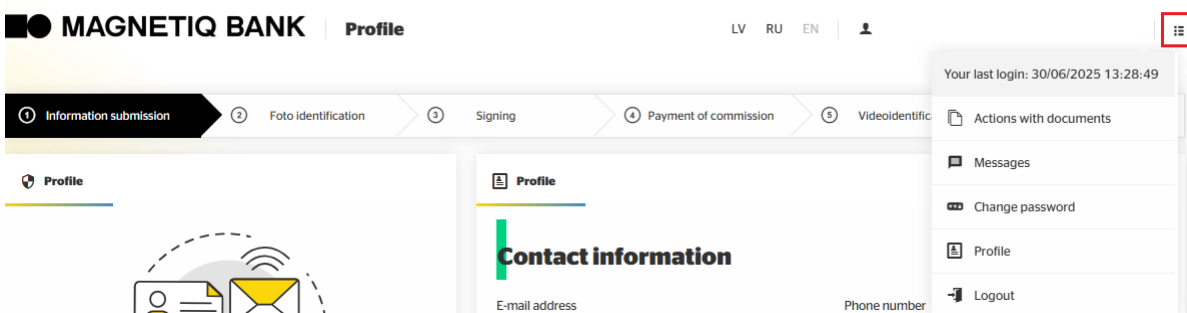 MAGNETIQ BANK Profile LV RU EN
Your last login: 30/06/2025 13:28:49
1 Information submission 2 Foto identification 3 Signing 4 Payment of commission 5 Videoidentific
Actions with documents
Messages
Change password
Profile
Logout
Profile
Profile
Contact information
E-mail address Phone number